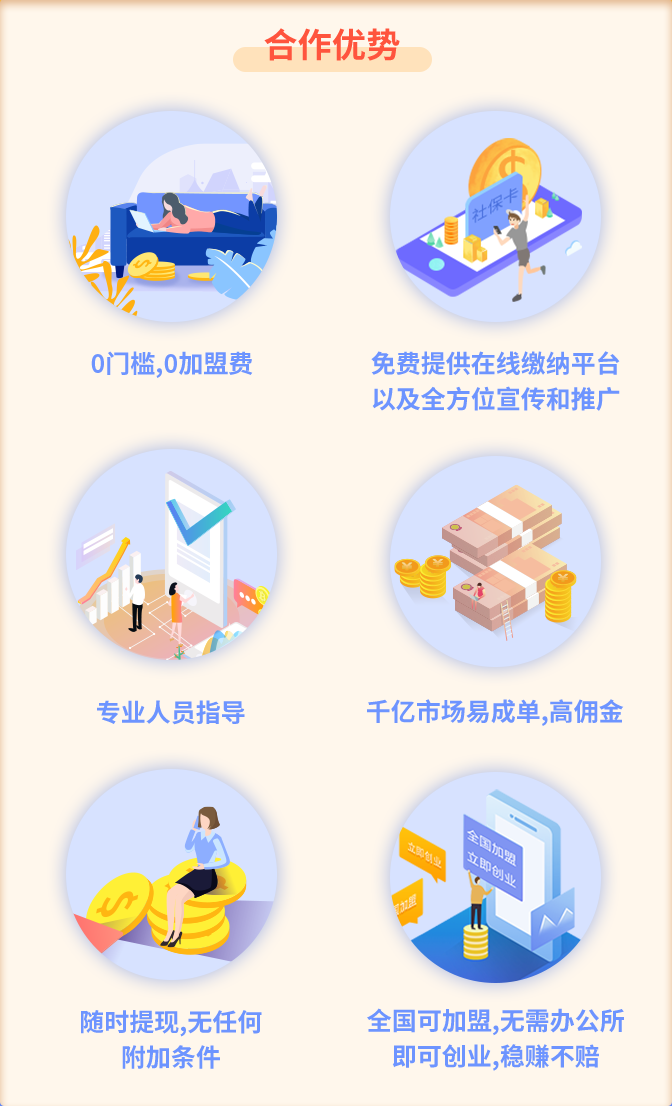 合作优势
社保卡
0门槛,0加盟费
免费提供在线缴纳平台
以及全方位宣传和推广
专业人员指导
千亿市场易成单,高佣金
全国加盟
立即创业
立即创业
国加盟
随时提现,无任何
附加条件
全国可加盟,无需办公所
即可创业,稳赚不赔